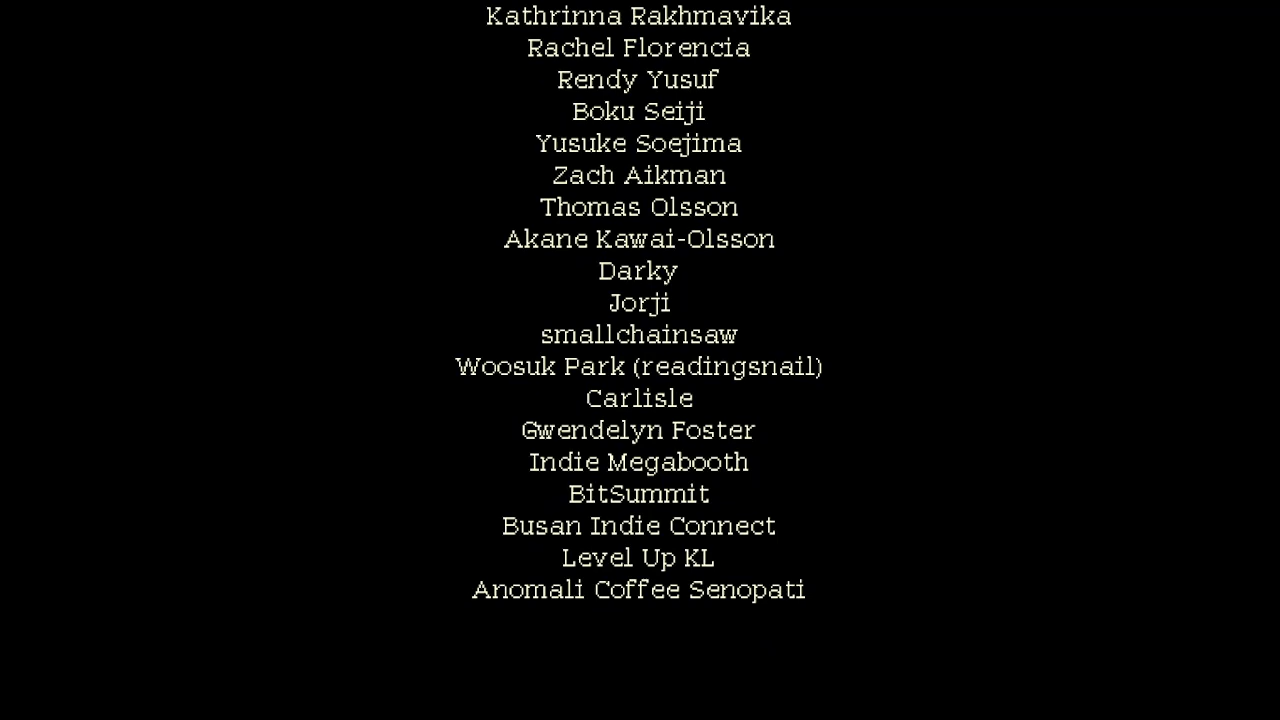 Kathrinna Rakhmavika
Rachel Florencia
Rendy Yusuf
Boku Seiji
Yusuke Soejima
Zach Aikman
Thomas Olsson
Akane Kawai-Olsson
Darky
Jorji
smallchainsaw
Woosuk Park (readingsnail)
Carlisle
Gwendelyn Foster
Indie Megabooth
BitSummit
Busan Indie Connect
Level Up KL
Anomali Coffee Senopati